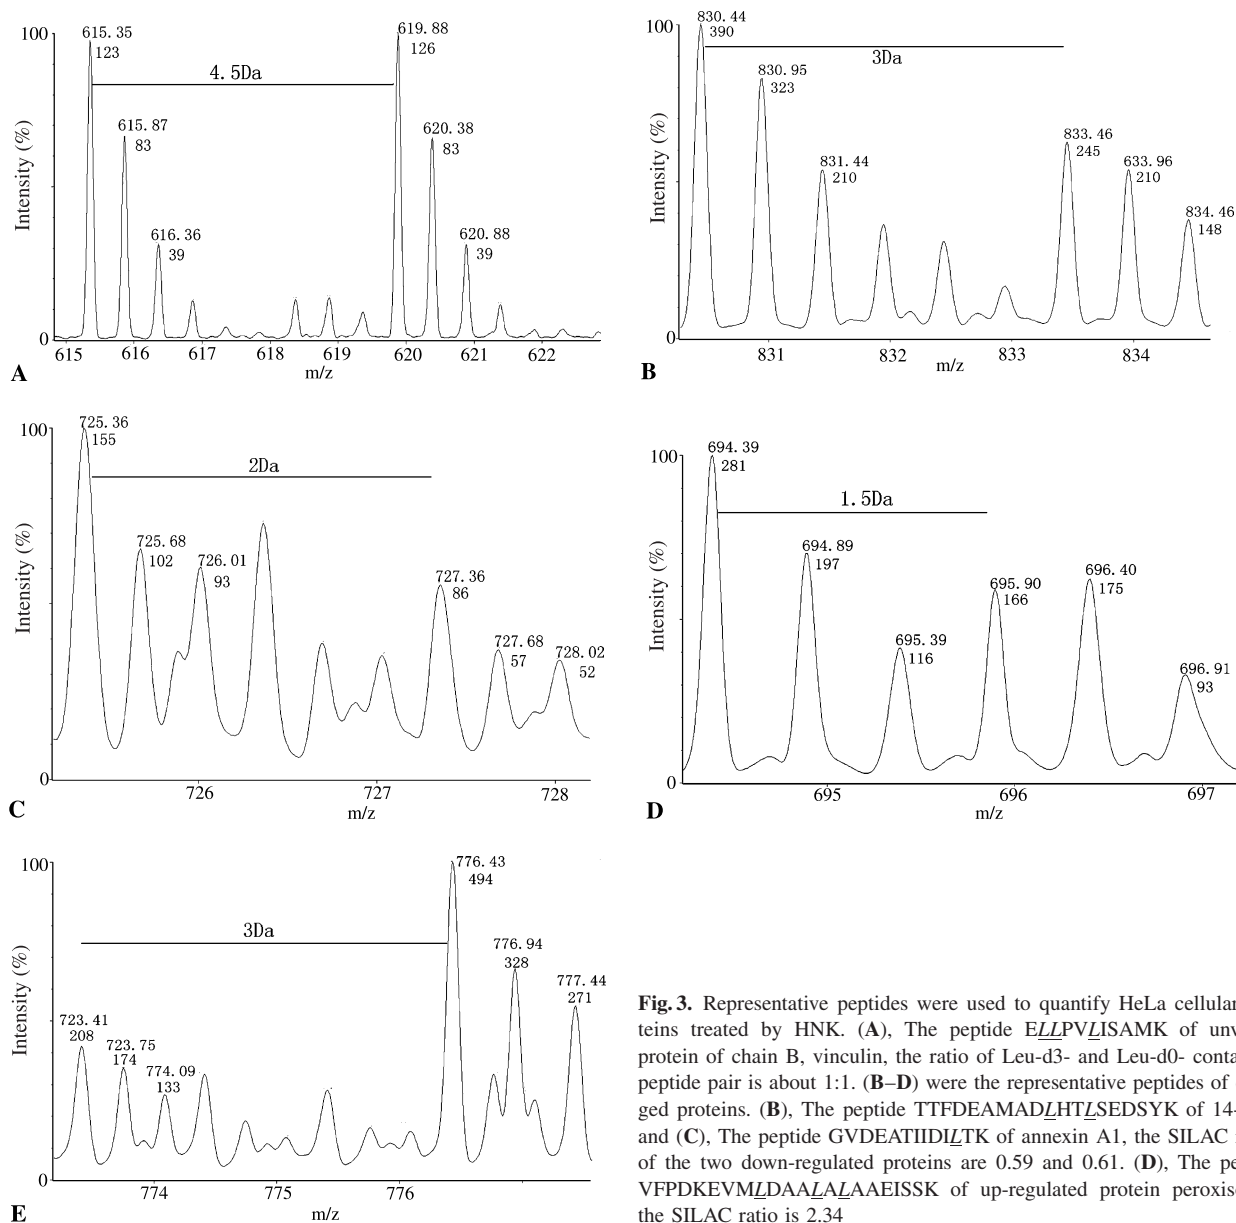 615.35
123
619.88
126
100
4.5Da
615.87
83
620.38
83
616.36
39
620.88
39
Intensity (%)
0
615 616 617 618 619 620 621 622
m/z
A
830.44
390
100
3Da
830.95
323
831.44
210
833.46
245
633.96
210
834.46
148
Intensity (%)
0
831 832 833 834
m/z
B
725.36
155
100
2Da
725.68
102
726.01
93
727.36
86
727.68
57
728.02
52
Intensity (%)
0
726 727 728
m/z
C
694.39
281
100
1.5Da
694.89
197
695.39
116
695.90
166
696.40
175
696.91
93
Intensity (%)
0
695 696 697
m/z
D
776.43
494
100
3Da
723.41
208
723.75
174
774.09
133
776.94
328
777.44
271
Intensity (%)
0
774 775 776
m/z
E
Fig. 3. Representative peptides were used to quantify HeLa cellular
teins treated by HNK. (A), The peptide ELLPVLISAMK of unv
protein of chain B, vinculin, the ratio of Leu-d3- and Leu-d0- conta
peptide pair is about 1:1. (B–D) were the representative peptides of
ged proteins. (B), The peptide TTFDEAMADLHTLSEDSYK of 14-
and (C), The peptide GVDEATIIDILTK of annexin A1, the SILAC
of the two down-regulated proteins are 0.59 and 0.61. (D), The pe
VFPDKEVMLDAALALAAEISSK of up-regulated protein peroxis
the SILAC ratio is 2.34